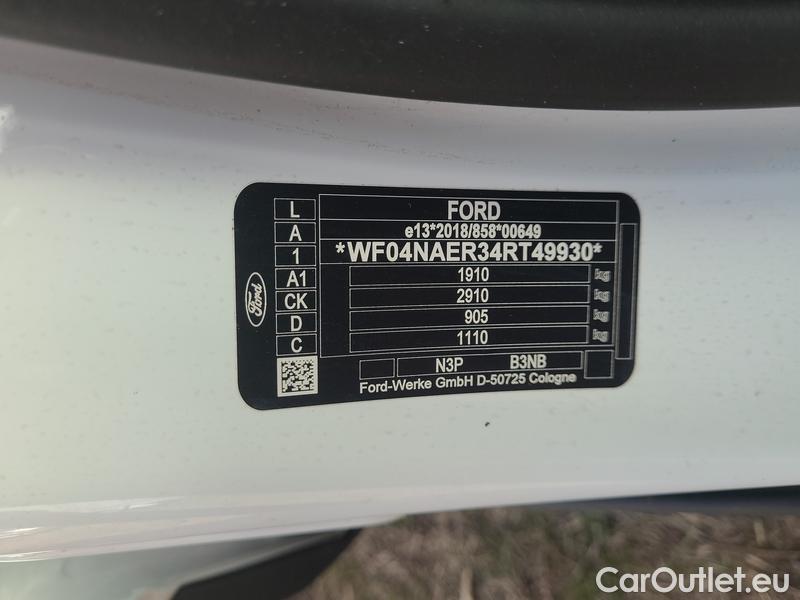 L
A
1
A1
CK
D
C
Ford
FORD
e13*2018/858*00649
*WF04NAER34RT49930*
1910 kg
2910 kg
905 kg
1110 kg
N3P B3NB
Ford-Werke GmbH D-50725 Cologne
CarOutlet.eu